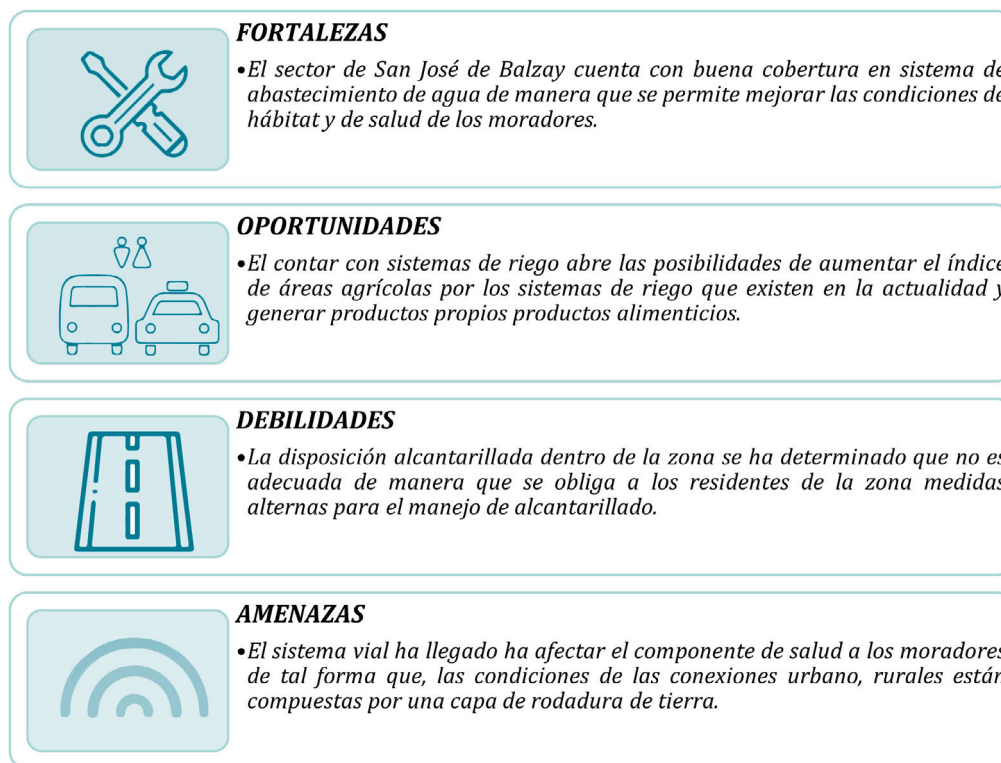 FORTALEZAS
•El sector de San José de Balzay cuenta con buena cobertura en sistema de
abastecimiento de agua de manera que se permite mejorar las condiciones de
hábitat y de salud de los moradores.
OPORTUNIDADES
•El contar con sistemas de riego abre las posibilidades de aumentar el índice
de áreas agrícolas por los sistemas de riego que existen en la actualidad y
generar productos propios productos alimenticios.
DEBILIDADES
•La disposición alcantarillada dentro de la zona se ha determinado que no es
adecuada de manera que se obliga a los residentes de la zona medidas
alternas para el manejo de alcantarillado.
AMENAZAS
•El sistema vial ha llegado ha afectar el componente de salud a los moradores
de tal forma que, las condiciones de las conexiones urbano, rurales están
compuestas por una capa de rodadura de tierra.